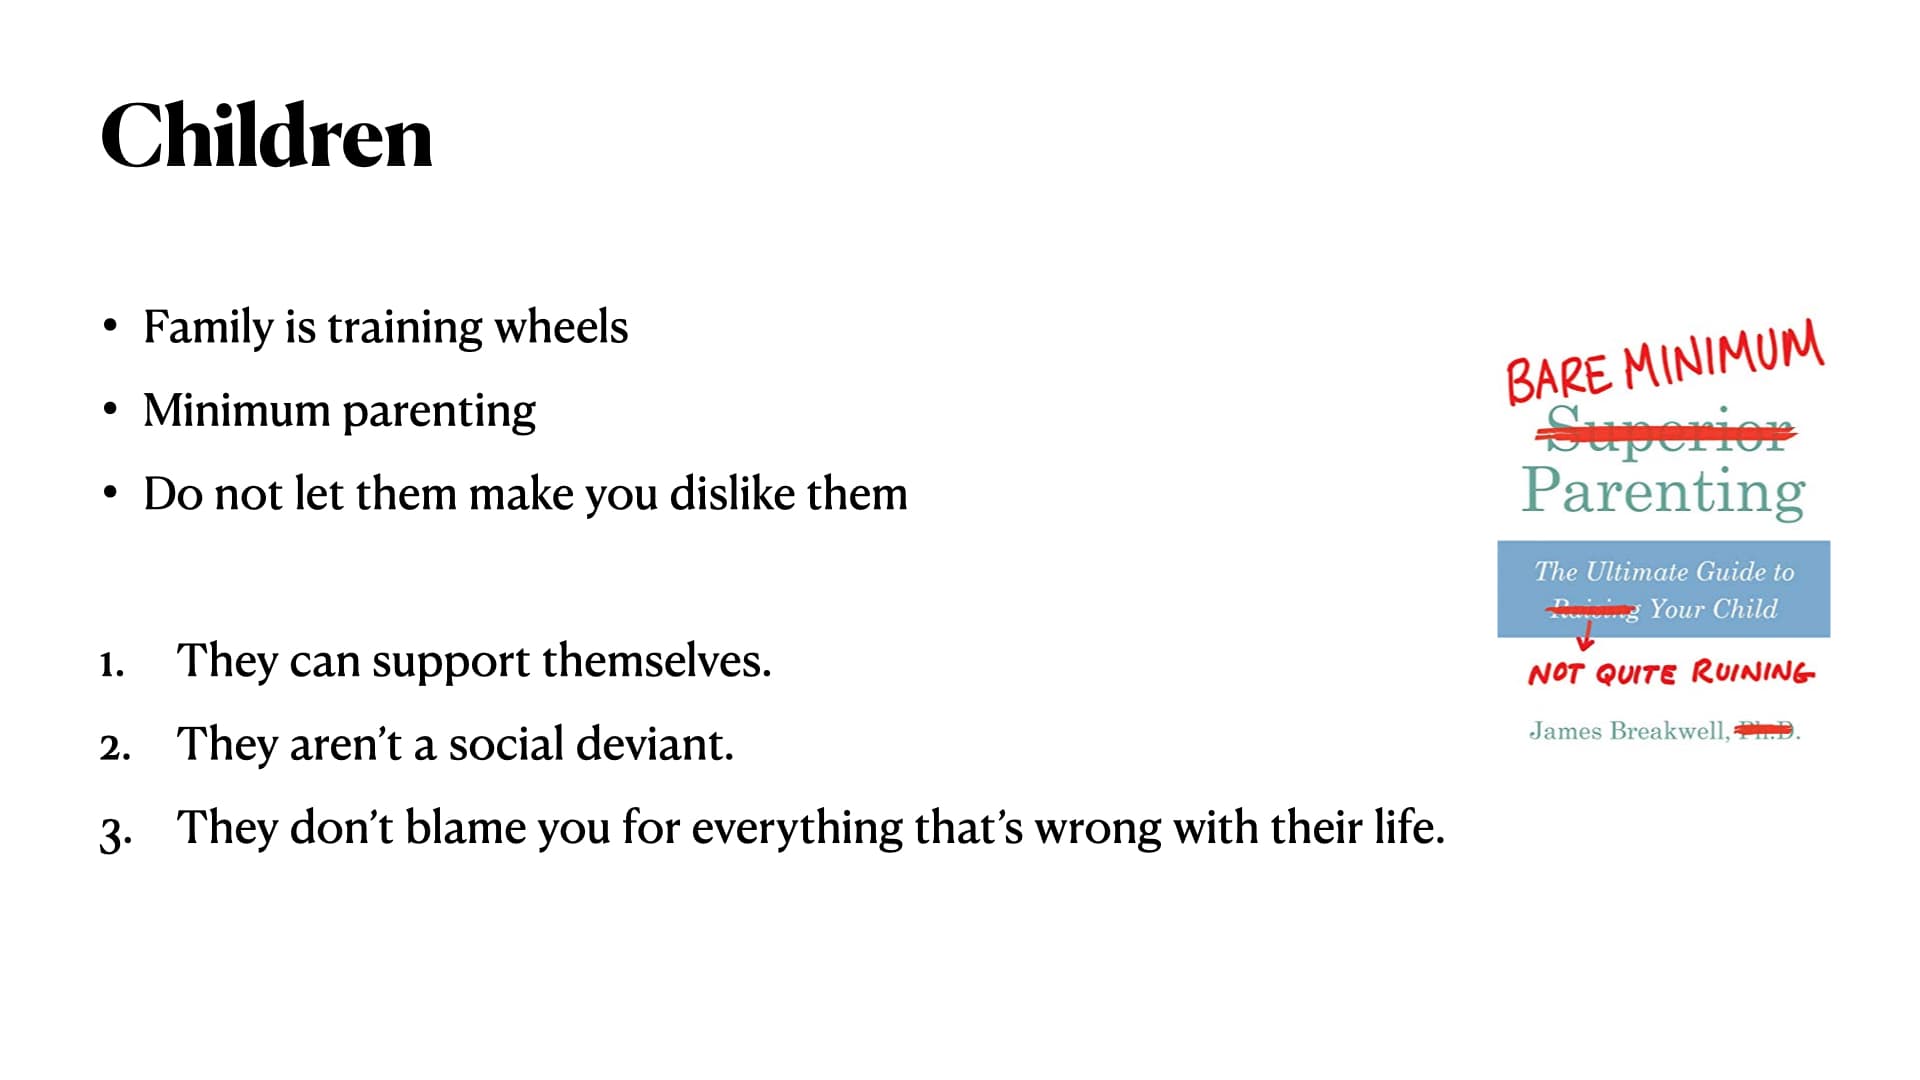 Children
• Family is training wheels
• Minimum parenting
• Do not let them make you dislike them
1. They can support themselves.
2. They aren’t a social deviant.
3. They don’t blame you for everything that’s wrong with their life.
BARE MINIMUM
Superior
Parenting
The Ultimate Guide to
Raising Your Child
NOT QUITE RUINING
James Breakwell, Ph.D.